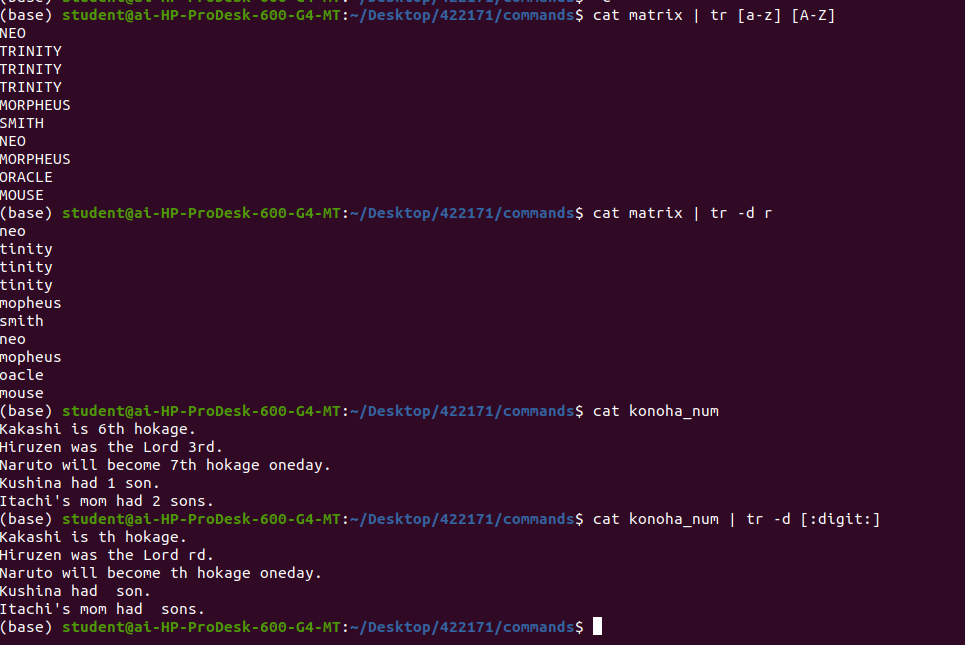 (base) student@ai-HP-ProDesk-600-G4-MT:~/Desktop/422171/commands$ cat matrix | tr [a-z] [A-Z]
NEO
TRINITY
TRINITY
TRINITY
MORPHEUS
SMITH
NEO
MORPHEUS
ORACLE
MOUSE
(base) student@ai-HP-ProDesk-600-G4-MT:~/Desktop/422171/commands$ cat matrix | tr -d r
neo
tinity
tinity
tinity
mopheus
smith
neo
mopheus
oacle
mouse
(base) student@ai-HP-ProDesk-600-G4-MT:~/Desktop/422171/commands$ cat konoha_num
Kakashi is 6th hokage.
Hiruzen was the Lord 3rd.
Naruto will become 7th hokage oneday.
Kushina had 1 son.
Itachi's mom had 2 sons.
(base) student@ai-HP-ProDesk-600-G4-MT:~/Desktop/422171/commands$ cat konoha_num | tr -d [:digit:]
Kakashi is th hokage.
Hiruzen was the Lord rd.
Naruto will become th hokage oneday.
Kushina had  son.
Itachi's mom had  sons.
(base) student@ai-HP-ProDesk-600-G4-MT:~/Desktop/422171/commands$